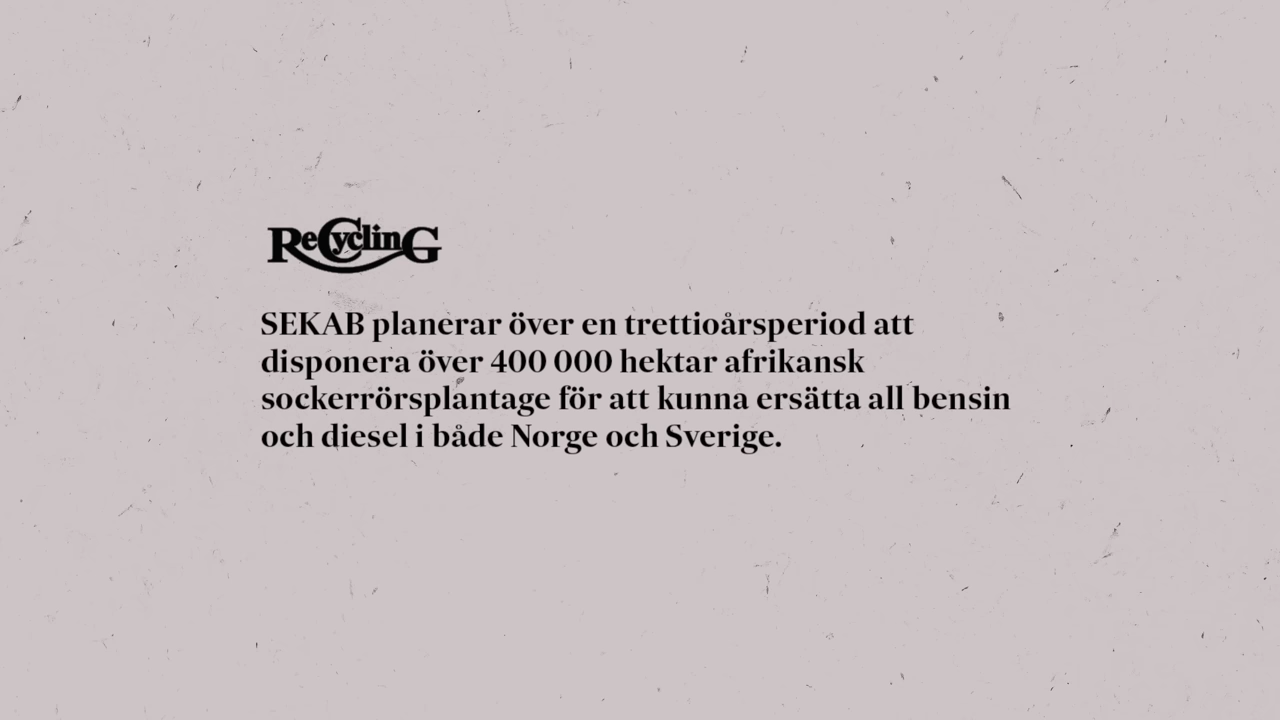 ReCyclinG
SEKAB planerar över en trettioårsperiod att
disponera över 400 000 hektar afrikansk
sockerrörsplantage för att kunna ersätta all bensin
och diesel i både Norge och Sverige.